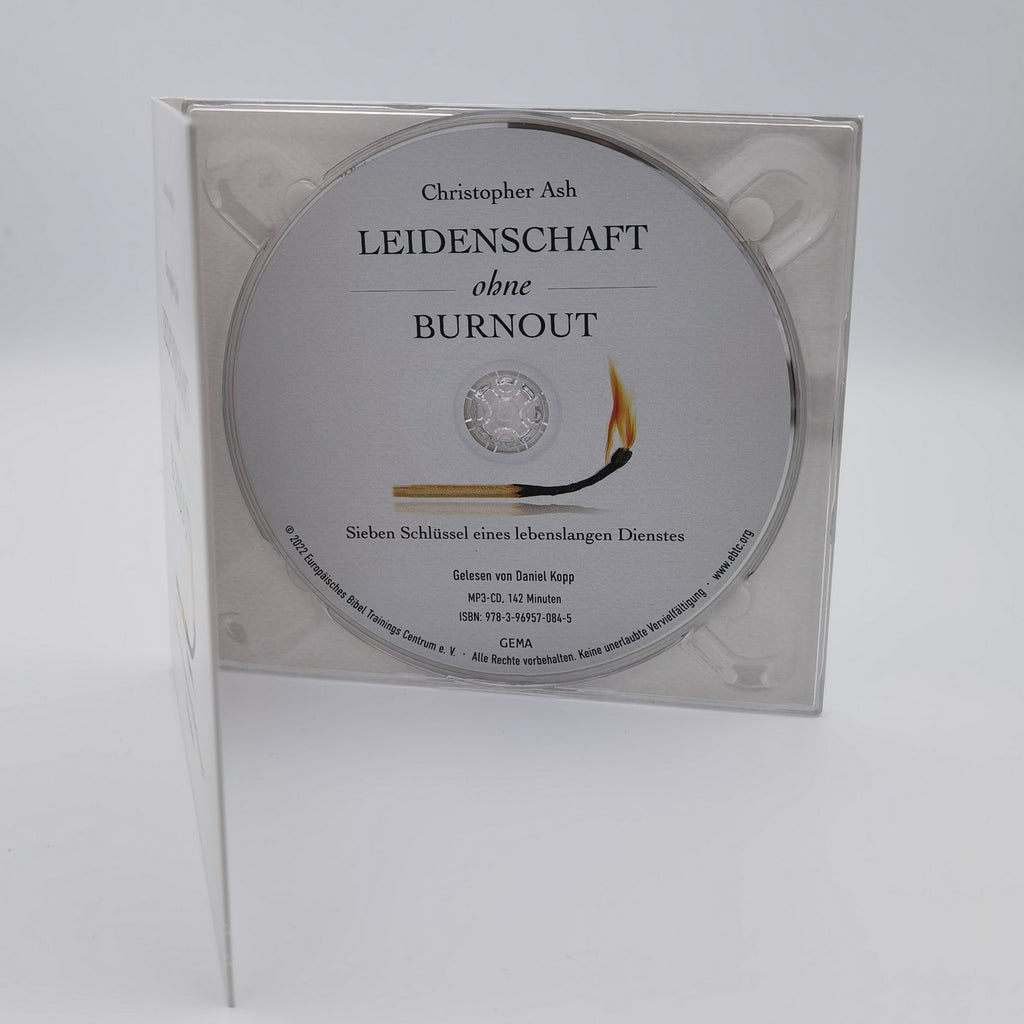 Christopher Ash
LEIDENSCHAFT
ohne
BURNOUT
Sieben Schlüssel eines lebenslangen Dienstes
Gelesen von Daniel Kopp
MP3-CD, 142 Minuten
ISBN: 978-3-96957-084-5
GEMA
© 2022 Europäisches Bibel Trainings Centrum e. V. · Alle Rechte vorbehalten. Keine unerlaubte Vervielfältigung · www.ebtc.org